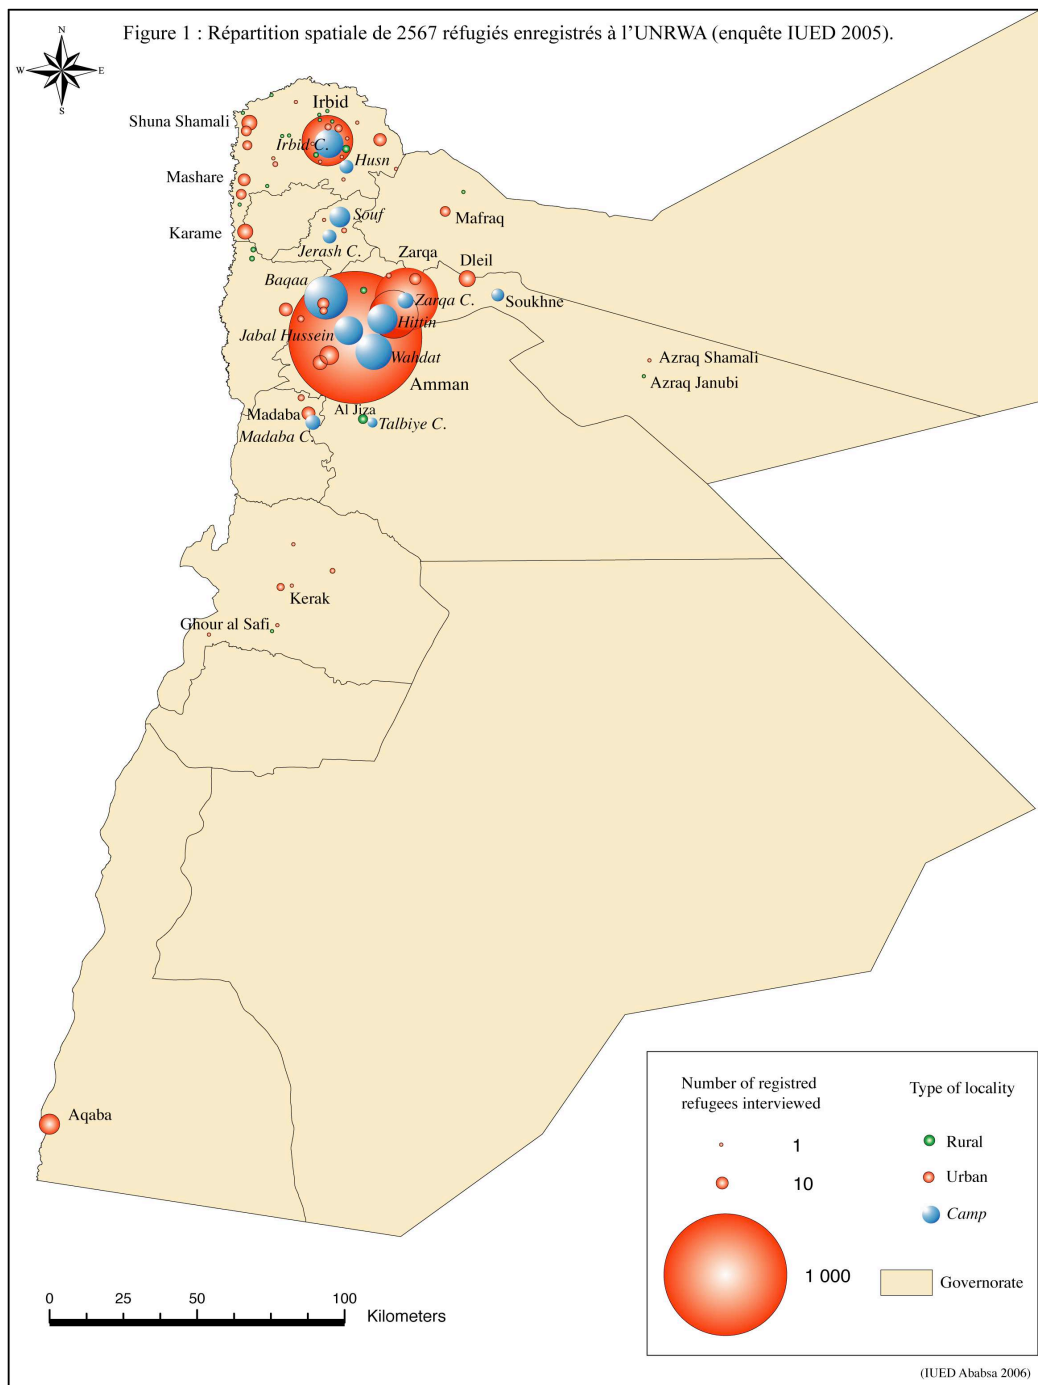 Figure 1 : Répartition spatiale de 2567 réfugiés enregistrés à l'UNRWA (enquête IUED 2005).
N
W
E
S
Irbid
Shuna Shamali
Irbid C.
Husn
Mashare
Souf
Mafraq
Karame
Jerash C.
Zarqa
Dleil
Baqaa
Zarqa C.
Soukhne
Hittin
Jabal Hussein
Wahdat
Azraq Shamali
Azraq Janubi
Amman
Al Jiza
Madaba
Talbiye C.
Madaba C.
Kerak
Ghour al Safi
Aqaba
Number of registred
refugees interviewed
1
10
1 000
Type of locality
Rural
Urban
Camp
Governorate
0 25 50 100
Kilometers
(IUED Ababsa 2006)